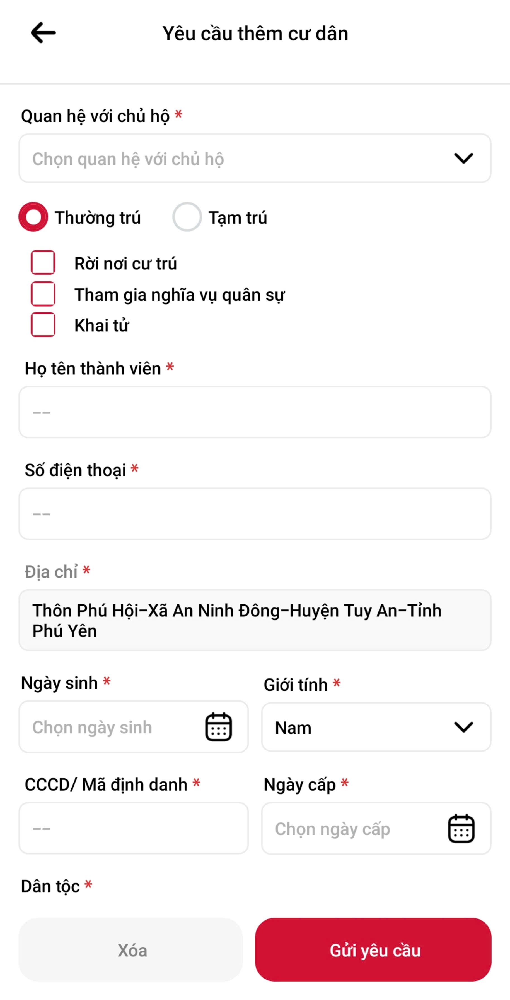 Yêu cầu thêm cư dân
Quan hệ với chủ hộ *
Chọn quan hệ với chủ hộ
Thường trú Tạm trú
Rời nơi cư trú
Tham gia nghĩa vụ quân sự
Khai tử
Họ tên thành viên *
--
Số điện thoại *
--
Địa chỉ *
Thôn Phú Hội-Xã An Ninh Đông-Huyện Tuy An-Tỉnh
Phú Yên
Ngày sinh * Giới tính *
Chọn ngày sinh Nam
CCCD/ Mã định danh * Ngày cấp *
-- Chọn ngày cấp
Dân tộc *
Xóa Gửi yêu cầu